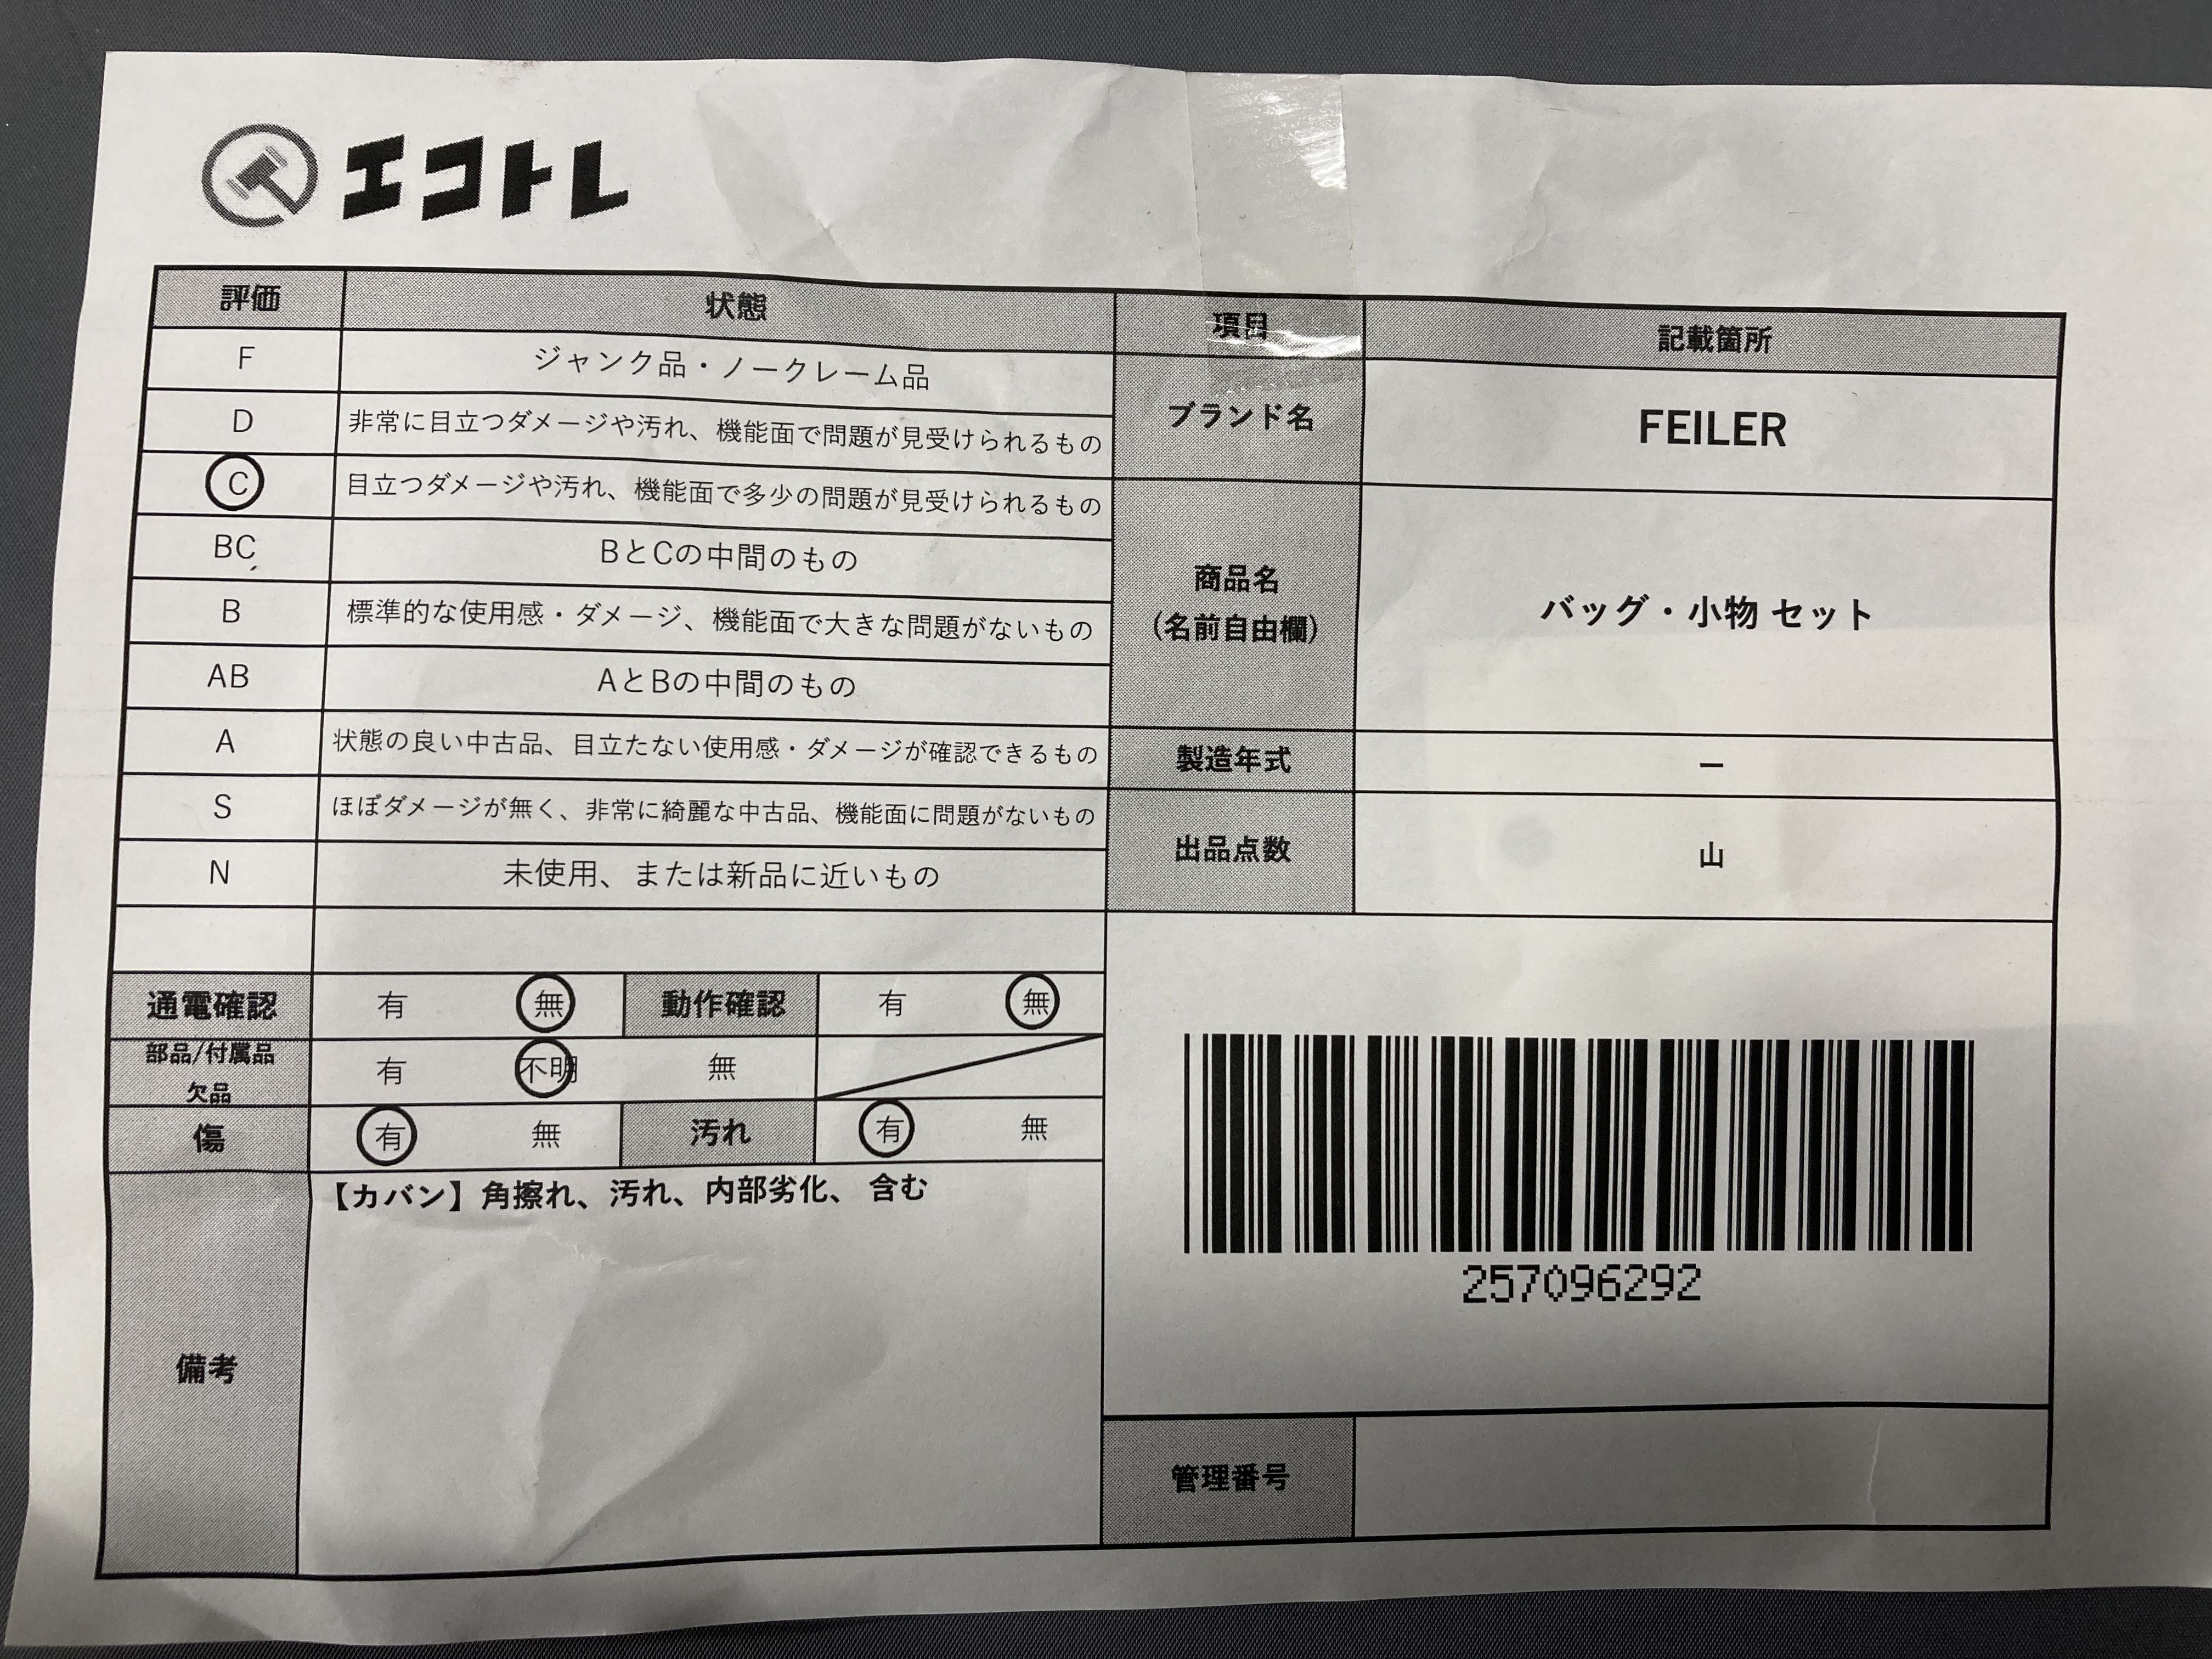 エコトレ
評価 状態
F ジャンク品・ノークレーム品
D 非常に目立つダメージや汚れ、機能面で問題が見受けられるもの
C 目立つダメージや汚れ、機能面で多少の問題が見受けられるもの
BC BとCの中間のもの
B 標準的な使用感・ダメージ、機能面で大きな問題がないもの
AB AとBの中間のもの
A 状態の良い中古品、目立たない使用感・ダメージが確認できるもの
S ほぼダメージが無く、非常に綺麗な中古品、機能面に問題がないもの
N 未使用、または新品に近いもの
通電確認 有 無 動作確認 有 無
部品/付属品
欠品 有 不明 無
傷 有 無 汚れ 有 無
備考 【カバン】角擦れ、汚れ、内部劣化、 含む
項目 記載箇所
ブランド名 FEILER
商品名
(名前自由欄) バッグ・小物 セット
製造年式 ー
出品点数 山
257096292
管理番号